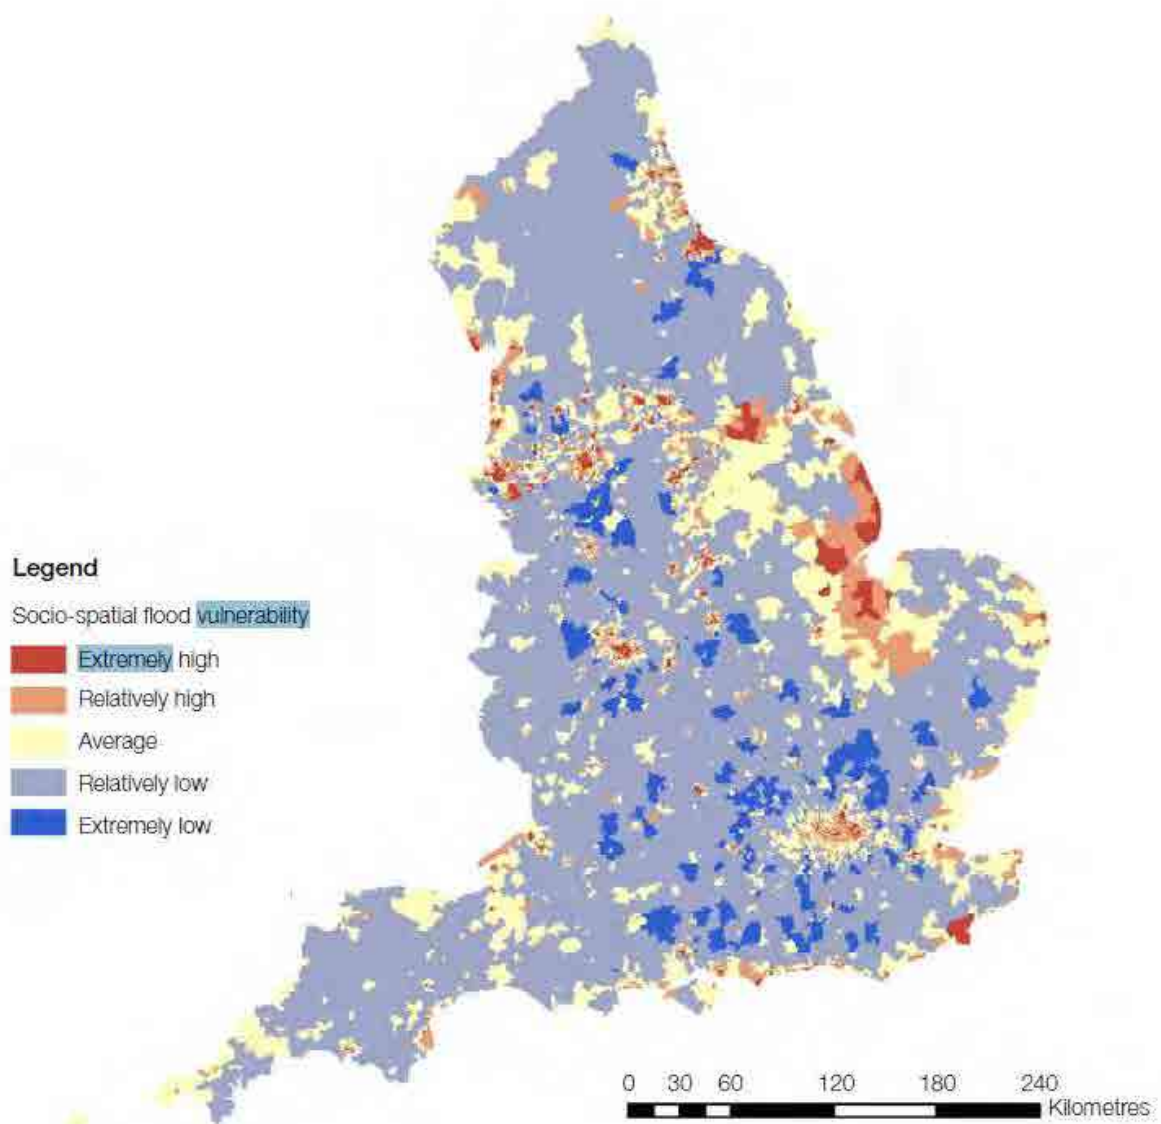 Legend
Socio-spatial flood vulnerability
Extremely high
Relatively high
Average
Relatively low
Extremely low
0 30 60 120 180 240
Kilometres